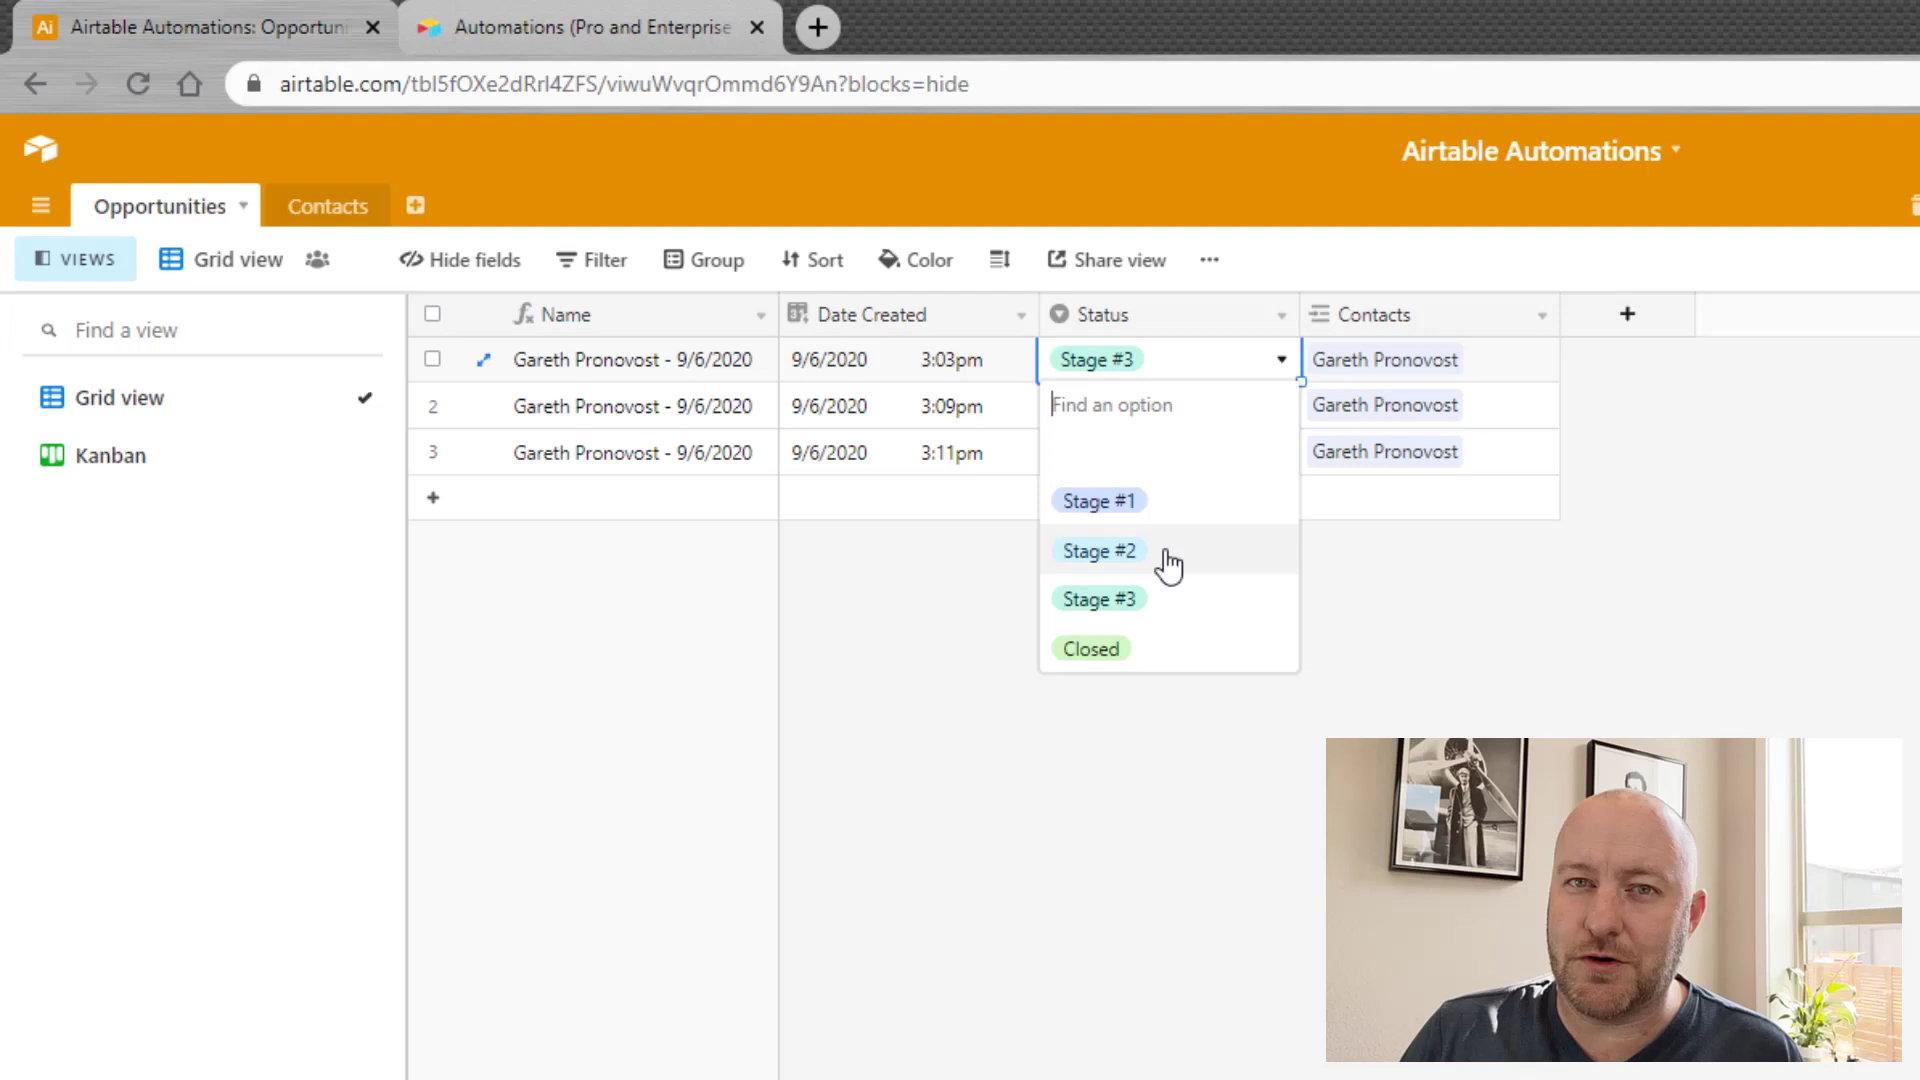 Ai Airtable Automations: Opportun
Automations (Pro and Enterprise
airtable.com/tbl5fOXe2dRrI4ZFS/viwuWvqrOmmd6Y9An?blocks=hide
Airtable Automations
Opportunities Contacts
VIEWS Grid view Hide fields Filter Group Sort Color Share view ...
Find a view
Grid view
Kanban
Name Date Created Status Contacts
Gareth Pronovost - 9/6/2020 9/6/2020 3:03pm Stage #3 Gareth Pronovost
2 Gareth Pronovost - 9/6/2020 9/6/2020 3:09pm Find an option Gareth Pronovost
3 Gareth Pronovost - 9/6/2020 9/6/2020 3:11pm Gareth Pronovost
Stage #1
Stage #2
Stage #3
Closed